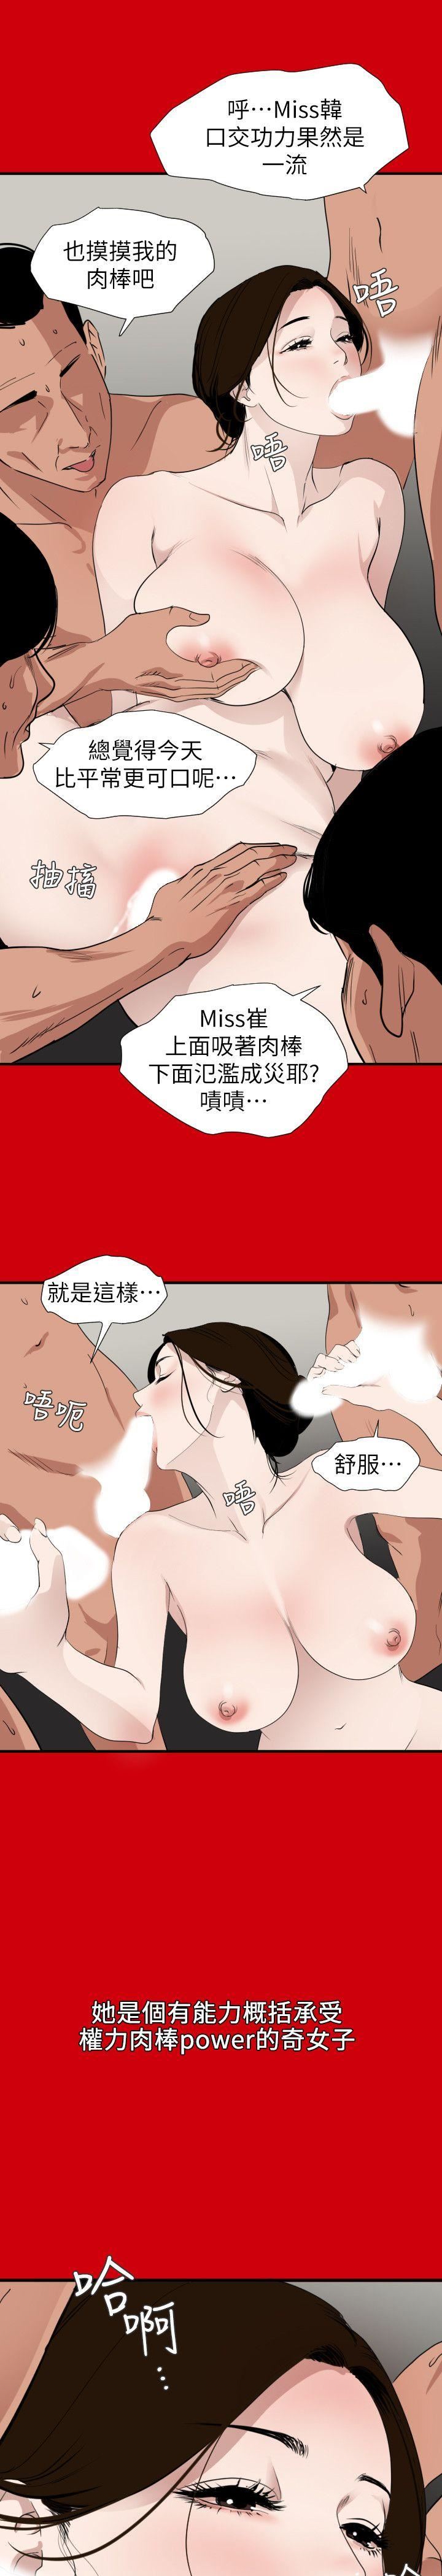 呼…Miss韓
口交功力果然是
一流
也摸摸我的
肉棒吧
唔
唔
總覺得今天
比平常更可口呢…
抽搐
Miss崔
上面吸著肉棒
下面氾濫成災耶?
嘖嘖…
就是這樣…
唔呃
舒服…
唔
她是個有能力概括承受
權力肉棒power的奇女子
哈
啊
…